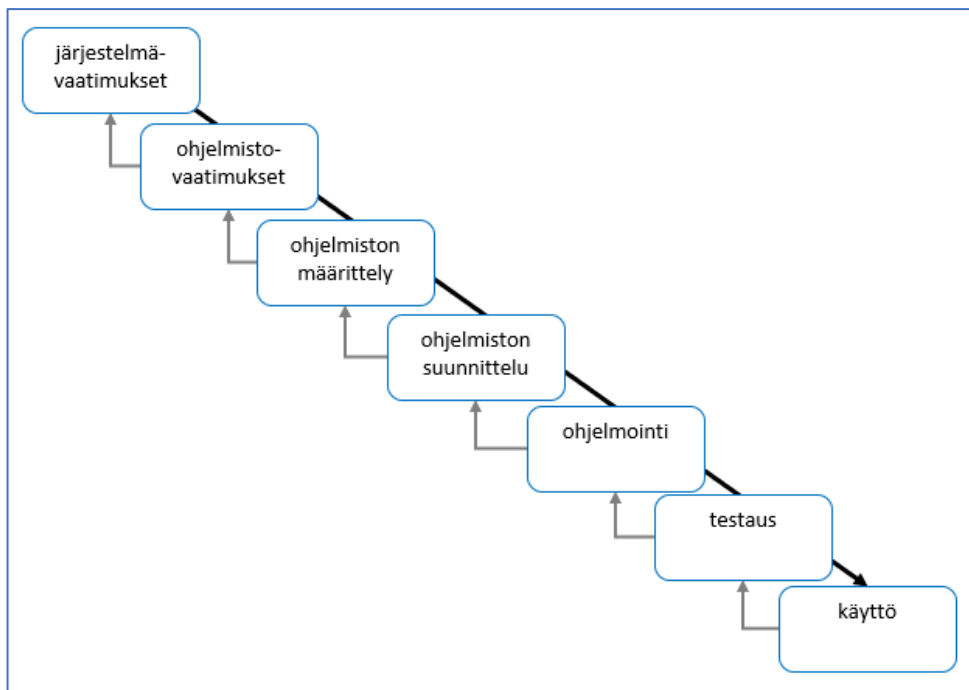 järjestelmä-
vaatimukset
ohjelmisto-
vaatimukset
ohjelmiston
määrittely
ohjelmiston
suunnittelu
ohjelmointi
testaus
käyttö